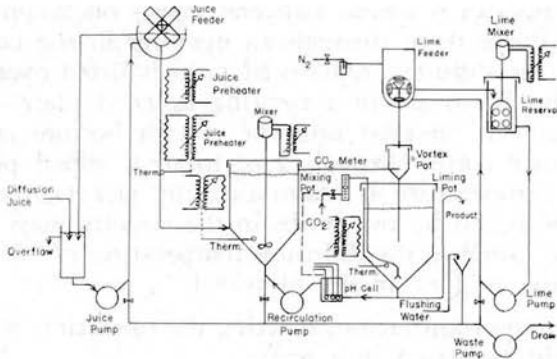 Juice
Feeder
Lime
Mixer
N2
Lime
Feeder
Juice
Preheater
Lime
Reservoir
Juice
Preheater
Mixer
CO2 Meter
Vortex
Pot
Mixing
Pot
Liming
Pot
Therm.
Product
Diffusion
Juice
CO2
Therm.
Therm.
Overflow
pH Cell
Flushing
Water
Juice
Pump
Recirculation
Pump
Lime
Pump
Waste
Pump
Drain